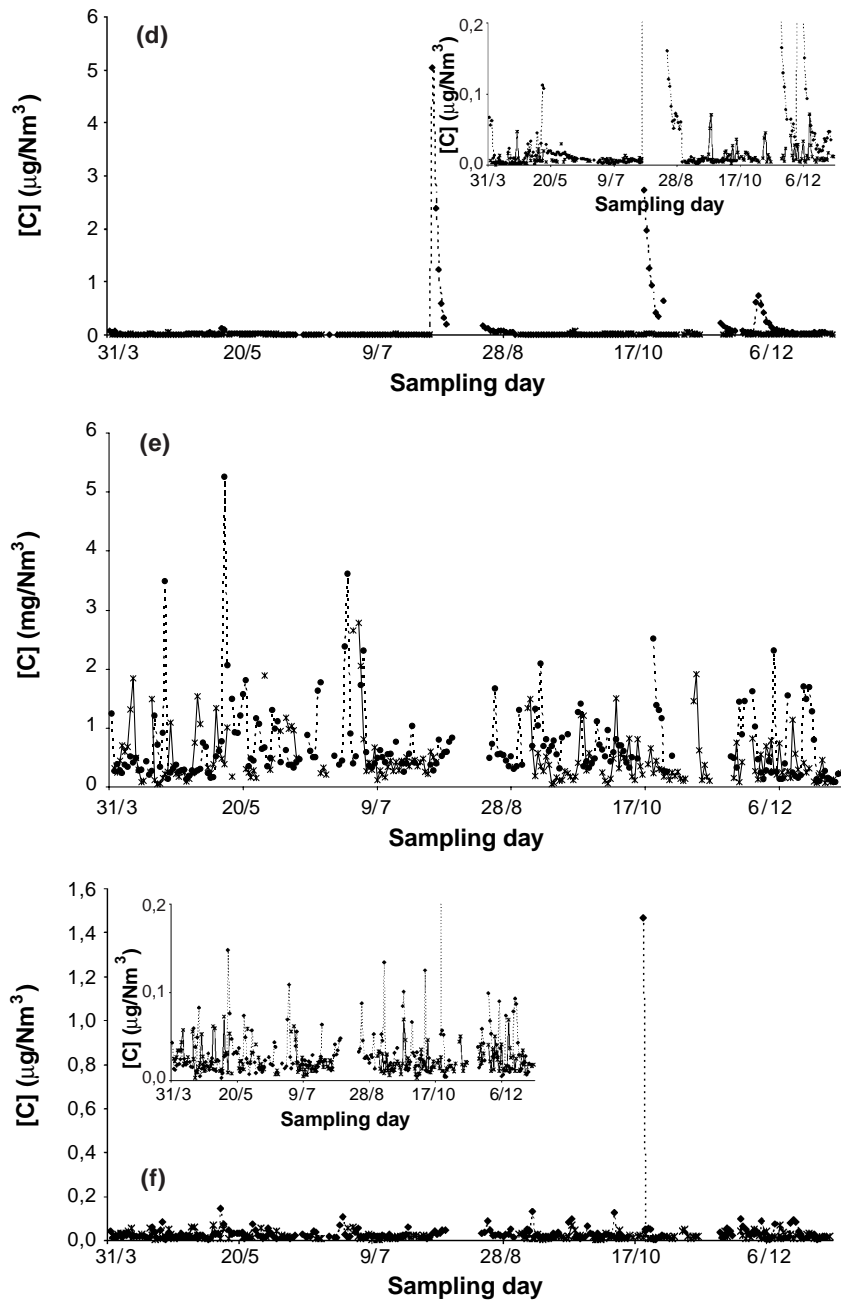 (d)
[C] (μg/Nm³)
6
5
4
3
2
1
0
31/3 20/5 9/7 28/8 17/10 6/12
Sampling day
[C] (μg/Nm³)
0,2
0,1
0,0
31/3 20/5 9/7 28/8 17/10 6/12
Sampling day
(e)
[C] (mg/Nm³)
6
5
4
3
2
1
0
31/3 20/5 9/7 28/8 17/10 6/12
Sampling day
[C] (μg/Nm³)
1,6
1,4
1,2
1,0
0,8
0,6
0,4
0,2
0,0
[C] (μg/Nm³)
0,2
0,1
0,0
31/3 20/5 9/7 28/8 17/10 6/12
Sampling day
(f)
31/3 20/5 9/7 28/8 17/10 6/12
Sampling day